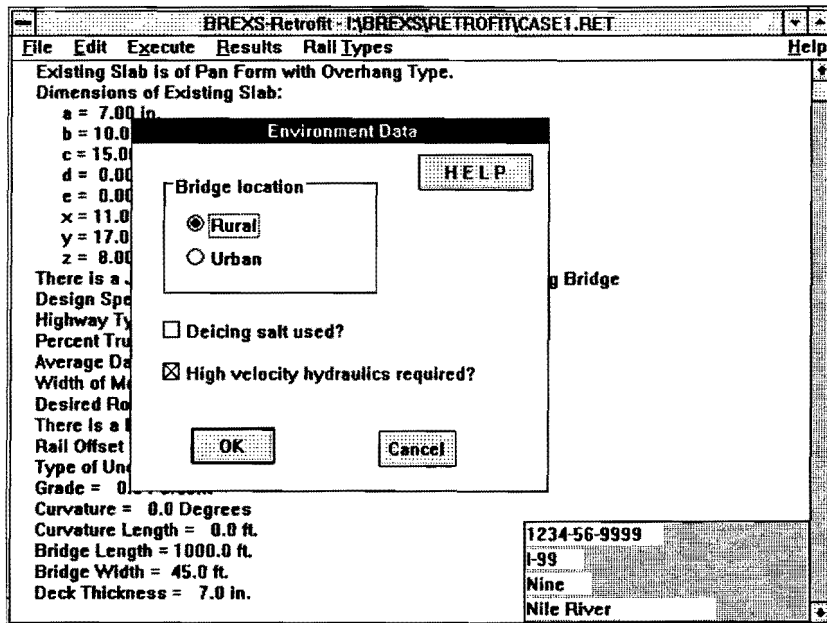 BREXS-Retrofit - I:\BREXS\RETROFIT\CASE1.RET
File Edit Execute Results Rail Types Help
Existing Slab is of Pan Form with Overhang Type.
Dimensions of Existing Slab:
a = 7.00 in.
b = 10.0
c = 15.00
d = 0.00
e = 0.00
x = 11.0
y = 17.0
z = 8.00
There is a
g Bridge
Design Spe
Highway Ty
Percent Tru
Average Da
Width of Me
Desired Ro
There is a
Rail Offset
Type of Und
Grade = 0.0 Percent
Curvature = 0.0 Degrees
Curvature Length = 0.0 ft.
Bridge Length = 1000.0 ft.
Bridge Width = 45.0 ft.
Deck Thickness = 7.0 in.
Environment Data
HELP
Bridge location
Rural
Urban
Deicing salt used?
High velocity hydraulics required?
OK
Cancel
1234-56-9999
I-99
Nine
Nile River